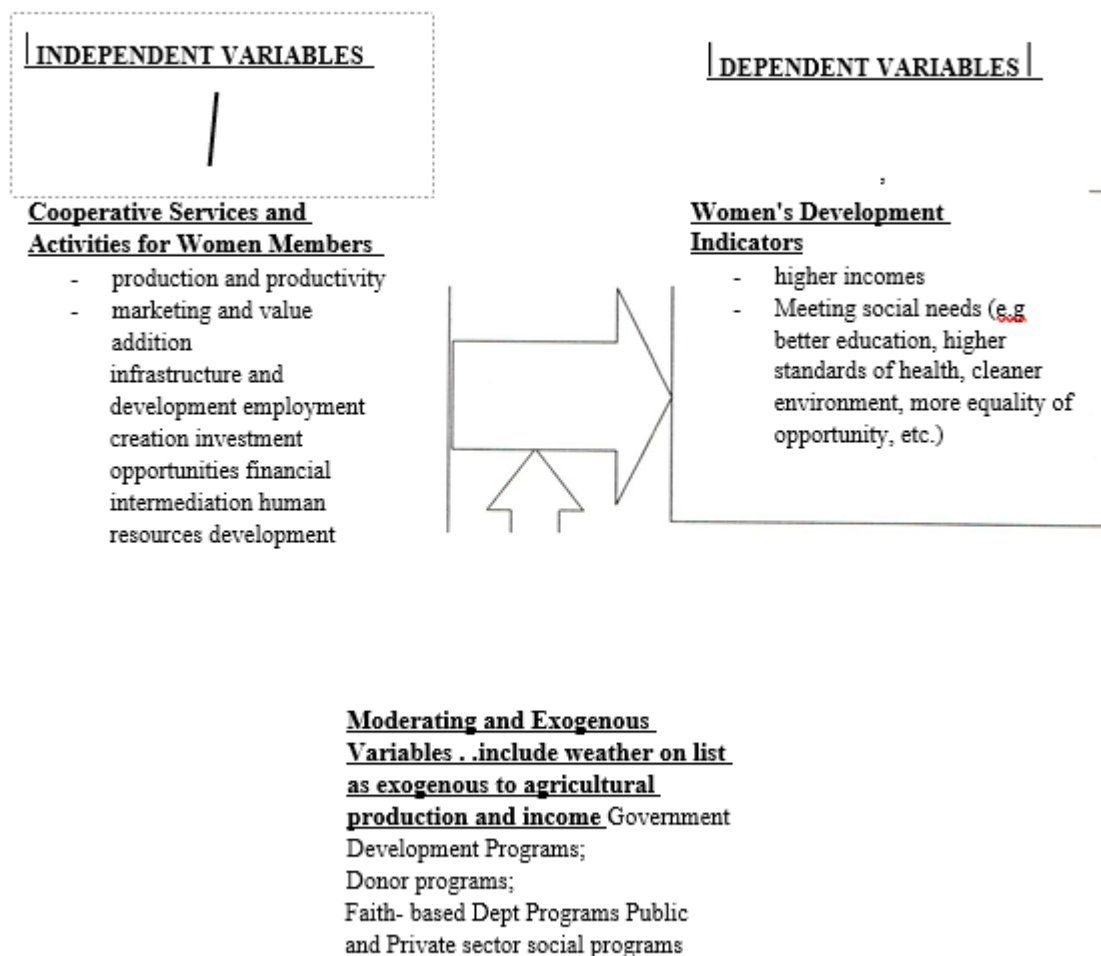 INDEPENDENT VARIABLES
DEPENDENT VARIABLES
Cooperative Services and
Activities for Women Members
- production and productivity
- marketing and value
addition
infrastructure and
development employment
creation investment
opportunities financial
intermediation human
resources development
Women's Development
Indicators
- higher incomes
- Meeting social needs (e.g
better education, higher
standards of health, cleaner
environment, more equality of
opportunity, etc.)
Moderating and Exogenous
Variables . .include weather on list
as exogenous to agricultural
production and income Government
Development Programs;
Donor programs;
Faith- based Dept Programs Public
and Private sector social programs